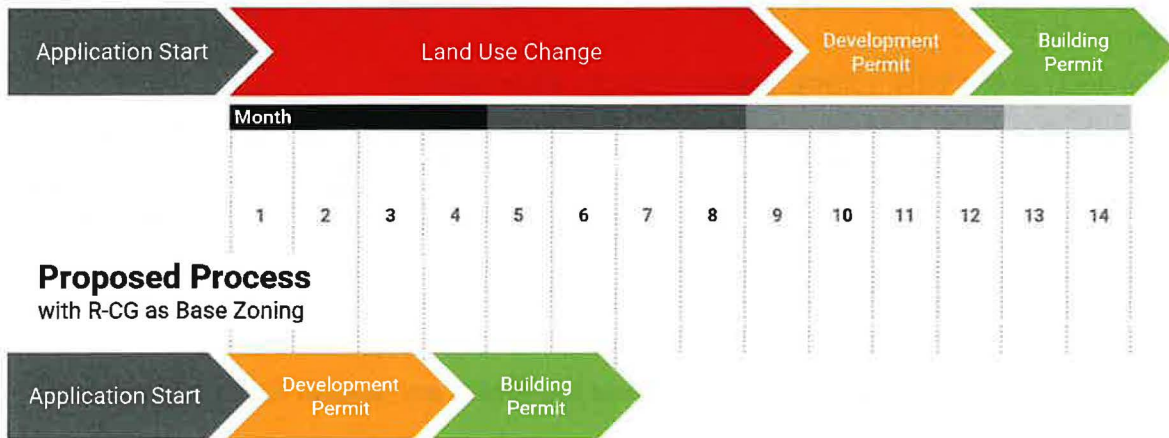 Application Start
Land Use Change
Development
Permit
Building
Permit
Month
1 2 3 4 5 6 7 8 9 10 11 12 13 14
Proposed Process
with R-CG as Base Zoning
Application Start
Development
Permit
Building
Permit